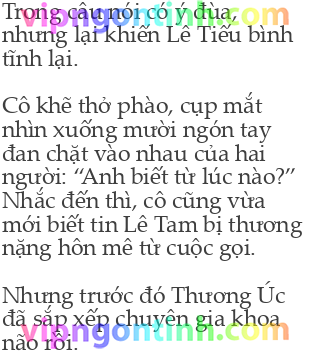 Trong câu nói có ý đùa,
nhưng lại khiến Lê Tiếu bình
tĩnh lại.
Cô khẽ thở phào, cụp mắt
nhìn xuống mười ngón tay
đan chặt vào nhau của hai
người: “Anh biết từ lúc nào?”
Nhắc đến thì, cô cũng vừa
mới biết tin Lê Tam bị thương
nặng hôn mê từ cuộc gọi.
Nhưng trước đó Thương Úc
đã sắp xếp chuyên gia khoa
não rồi.
vipngontinh.com
vipngontinh.com